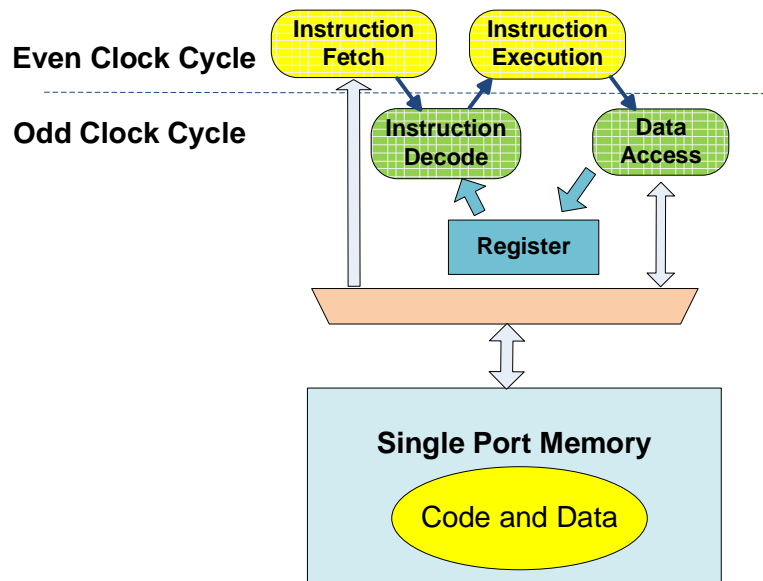 Instruction
Fetch
Instruction
Execution
Even Clock Cycle
Odd Clock Cycle
Instruction
Decode
Data
Access
Register
Single Port Memory
Code and Data